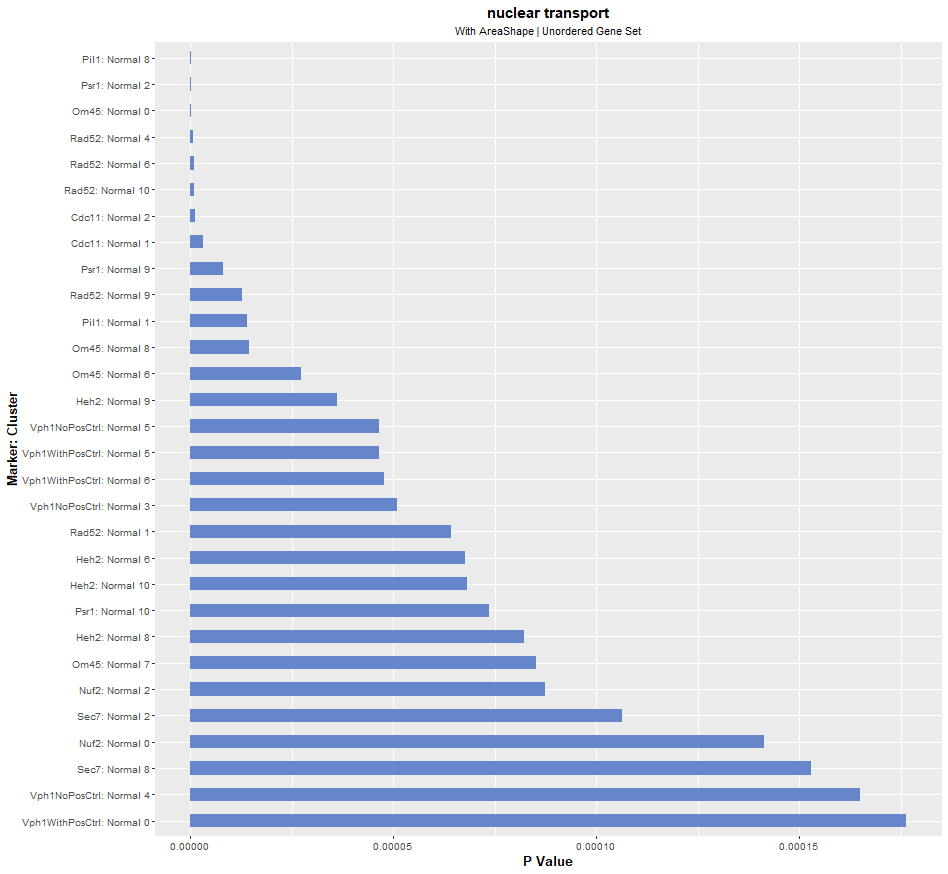 nuclear transport
With AreaShape | Unordered Gene Set
Marker: Cluster
Pil1: Normal 8
Psr1: Normal 2
Om45: Normal 0
Rad52: Normal 4
Rad52: Normal 6
Rad52: Normal 10
Cdc11: Normal 2
Cdc11: Normal 1
Psr1: Normal 9
Rad52: Normal 9
Pil1: Normal 1
Om45: Normal 8
Om45: Normal 6
Heh2: Normal 9
Vph1NoPosCtrl: Normal 5
Vph1WithPosCtrl: Normal 5
Vph1WithPosCtrl: Normal 6
Vph1NoPosCtrl: Normal 3
Rad52: Normal 1
Heh2: Normal 6
Heh2: Normal 10
Psr1: Normal 10
Heh2: Normal 8
Om45: Normal 7
Nuf2: Normal 2
Sec7: Normal 2
Nuf2: Normal 0
Sec7: Normal 8
Vph1NoPosCtrl: Normal 4
Vph1WithPosCtrl: Normal 0
0.00000 0.00005 0.00010 0.00015
P Value